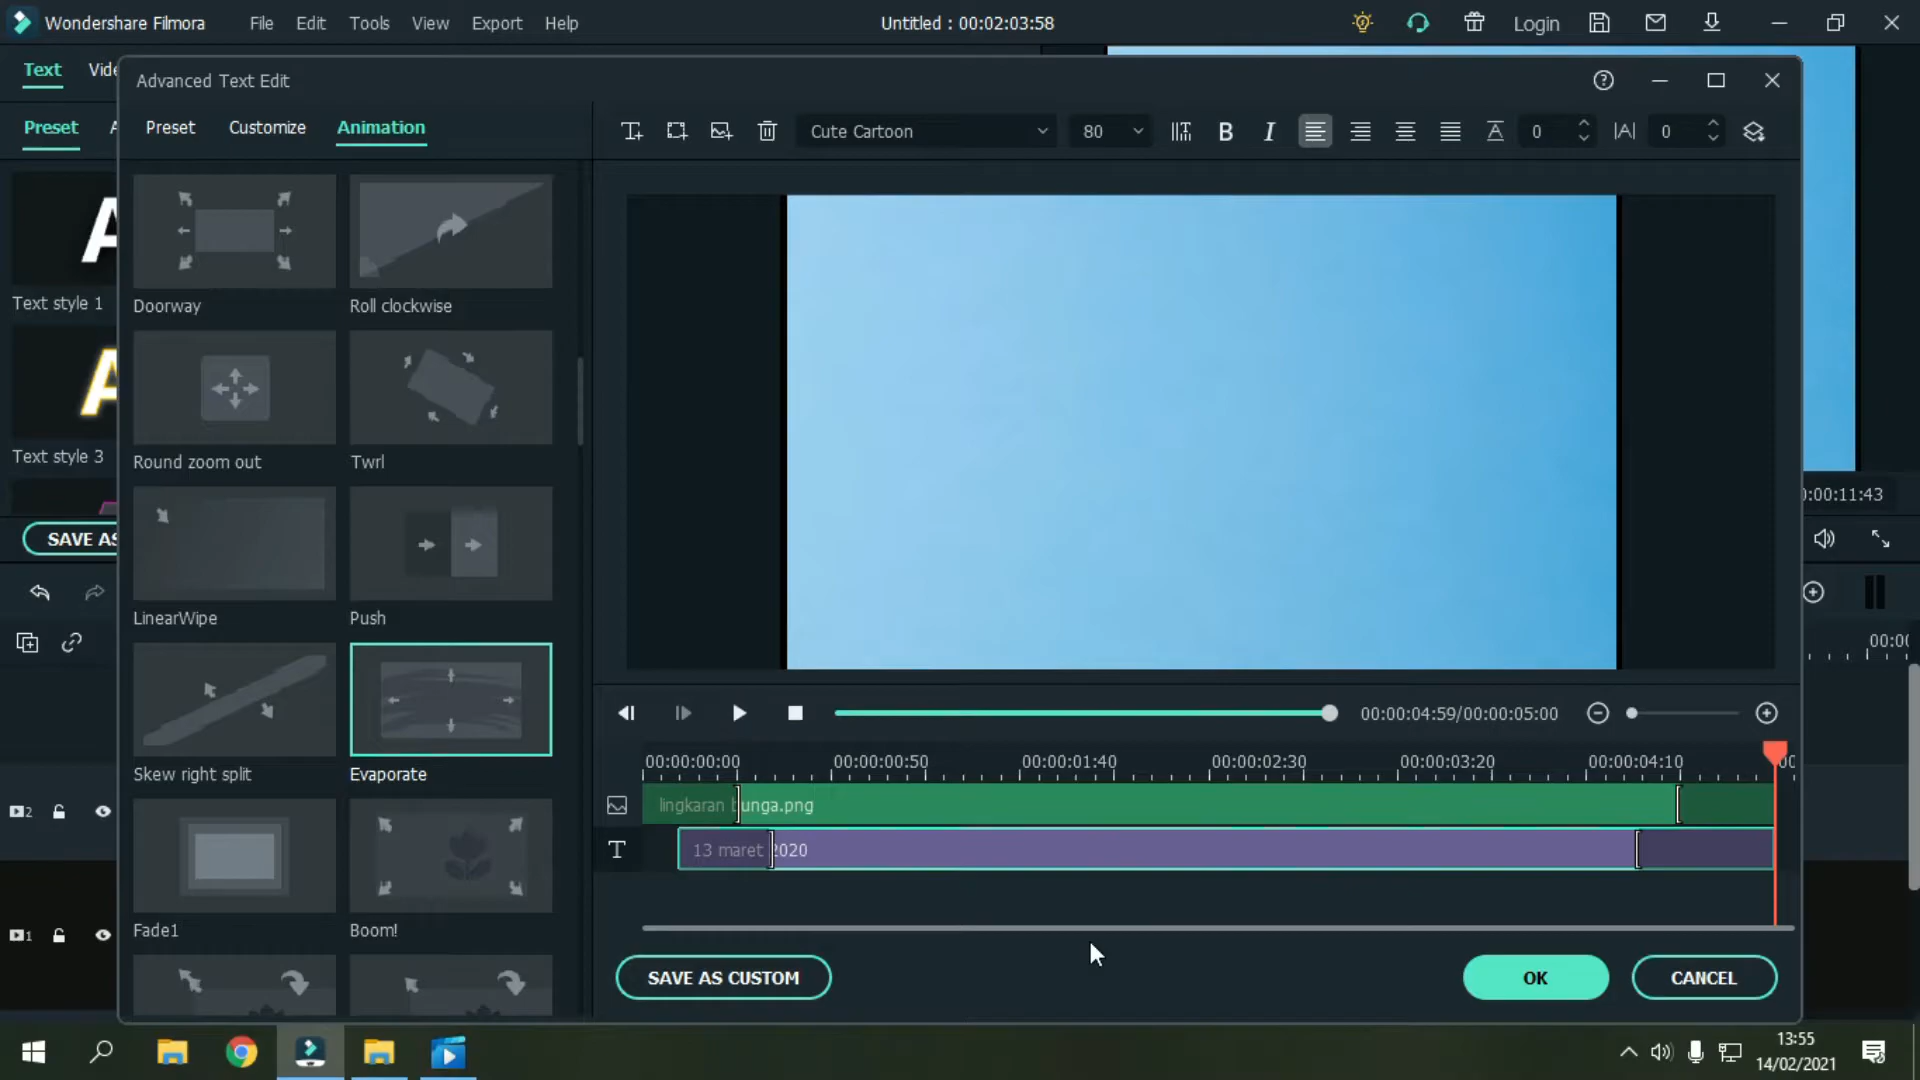 Wondershare Filmora File Edit Tools View Export Help Untitled : 00:02:03:58 Login
Text
Advanced Text Edit
Preset
Preset Customize Animation
Cute Cartoon 80 0 0
Text style 1
Doorway Roll clockwise
Text style 3
Round zoom out Twrl
0:00:11:43
SAVE AS
LinearWipe Push
Skew right split Evaporate
00:00:04:59/00:00:05:00
00:00:00:00 00:00:00:50 00:00:01:40 00:00:02:30 00:00:03:20 00:00:04:10
lingkaran bunga.png
13 maret 2020
2
1
Fade1 Boom!
SAVE AS CUSTOM OK CANCEL
13:55
14/02/2021